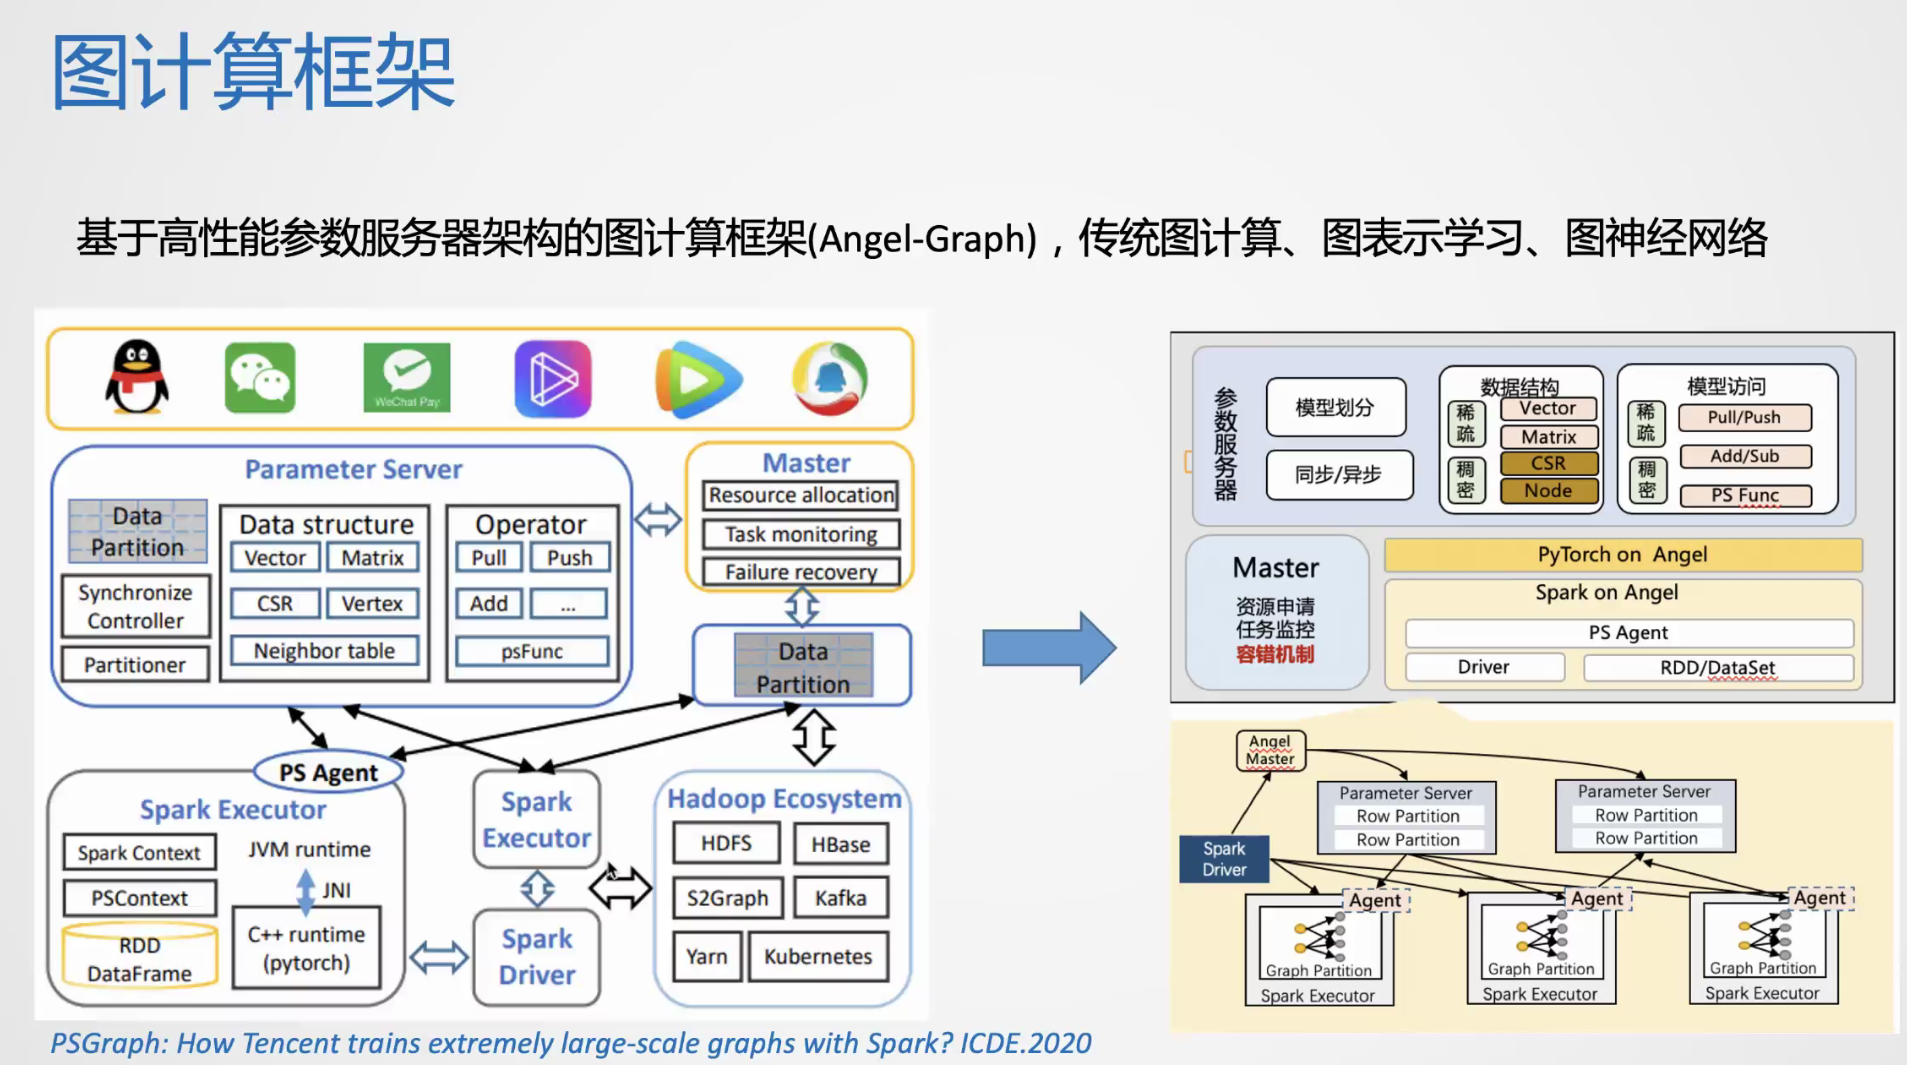 图计算框架
基于高性能参数服务器架构的图计算框架(Angel-Graph)，传统图计算、图表示学习、图神经网络
WeChat Pay
Parameter Server
Data
Partition
Synchronize
Controller
Partitioner
Data structure
Vector
Matrix
CSR
Vertex
Neighbor table
Operator
Pull
Push
Add
...
psFunc
Master
Resource allocation
Task monitoring
Failure recovery
Data
Partition
PS Agent
Spark Executor
Spark Context
PSContext
RDD
DataFrame
JVM runtime
JNI
C++ runtime
(pytorch)
Spark
Executor
Spark
Driver
Hadoop Ecosystem
HDFS
HBase
S2Graph
Kafka
Yarn
Kubernetes
PSGraph: How Tencent trains extremely large-scale graphs with Spark? ICDE.2020
参数服务器
模型划分
同步/异步
数据结构
稀疏
稠密
Vector
Matrix
CSR
Node
模型访问
稀疏
稠密
Pull/Push
Add/Sub
PS Func
Master
资源申请
任务监控
容错机制
PyTorch on Angel
Spark on Angel
PS Agent
Driver
RDD/DataSet
Angel
Master
Parameter Server
Row Partition
Row Partition
Parameter Server
Row Partition
Row Partition
Spark
Driver
Agent
Graph Partition
Spark Executor
Agent
Graph Partition
Spark Executor
Agent
Graph Partition
Spark Executor